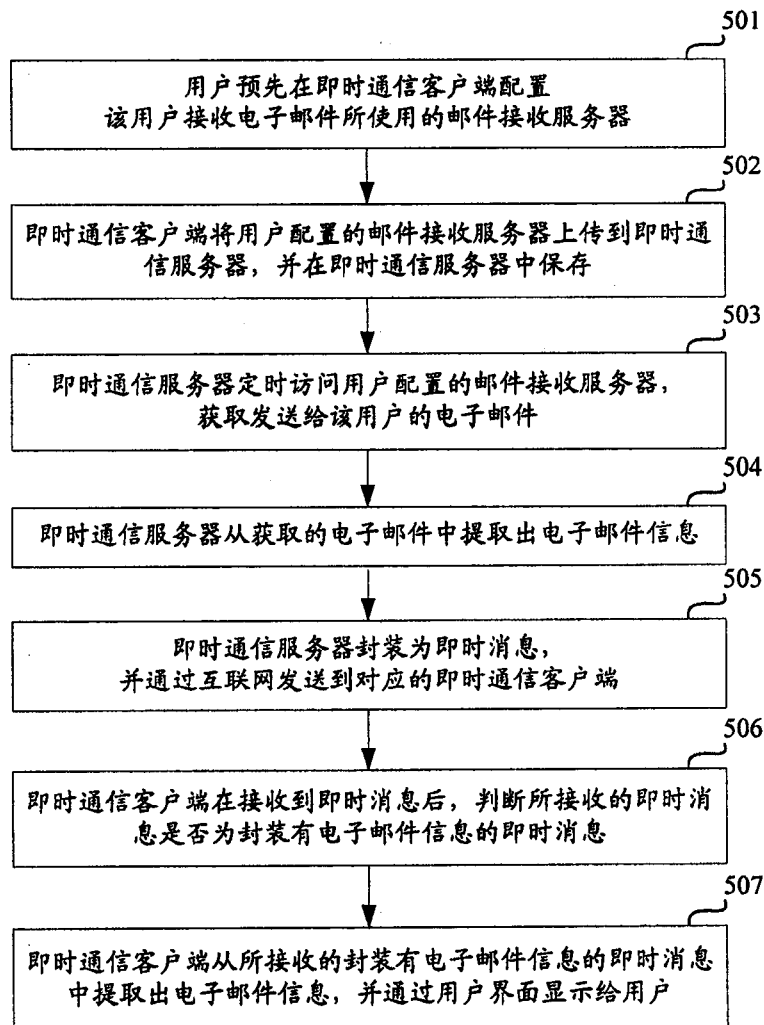 501
用户预先在即时通信客户端配置
该用户接收电子邮件所使用的邮件接收服务器
502
即时通信客户端将用户配置的邮件接收服务器上传到即时通
信服务器，并在即时通信服务器中保存
503
即时通信服务器定时访问用户配置的邮件接收服务器，
获取发送给该用户的电子邮件
504
即时通信服务器从获取的电子邮件中提取出电子邮件信息
505
即时通信服务器封装为即时消息，
并通过互联网发送到对应的即时通信客户端
506
即时通信客户端在接收到即时消息后，判断所接收的即时消
息是否为封装有电子邮件信息的即时消息
507
即时通信客户端从所接收的封装有电子邮件信息的即时消息
中提取出电子邮件信息，并通过用户界面显示给用户